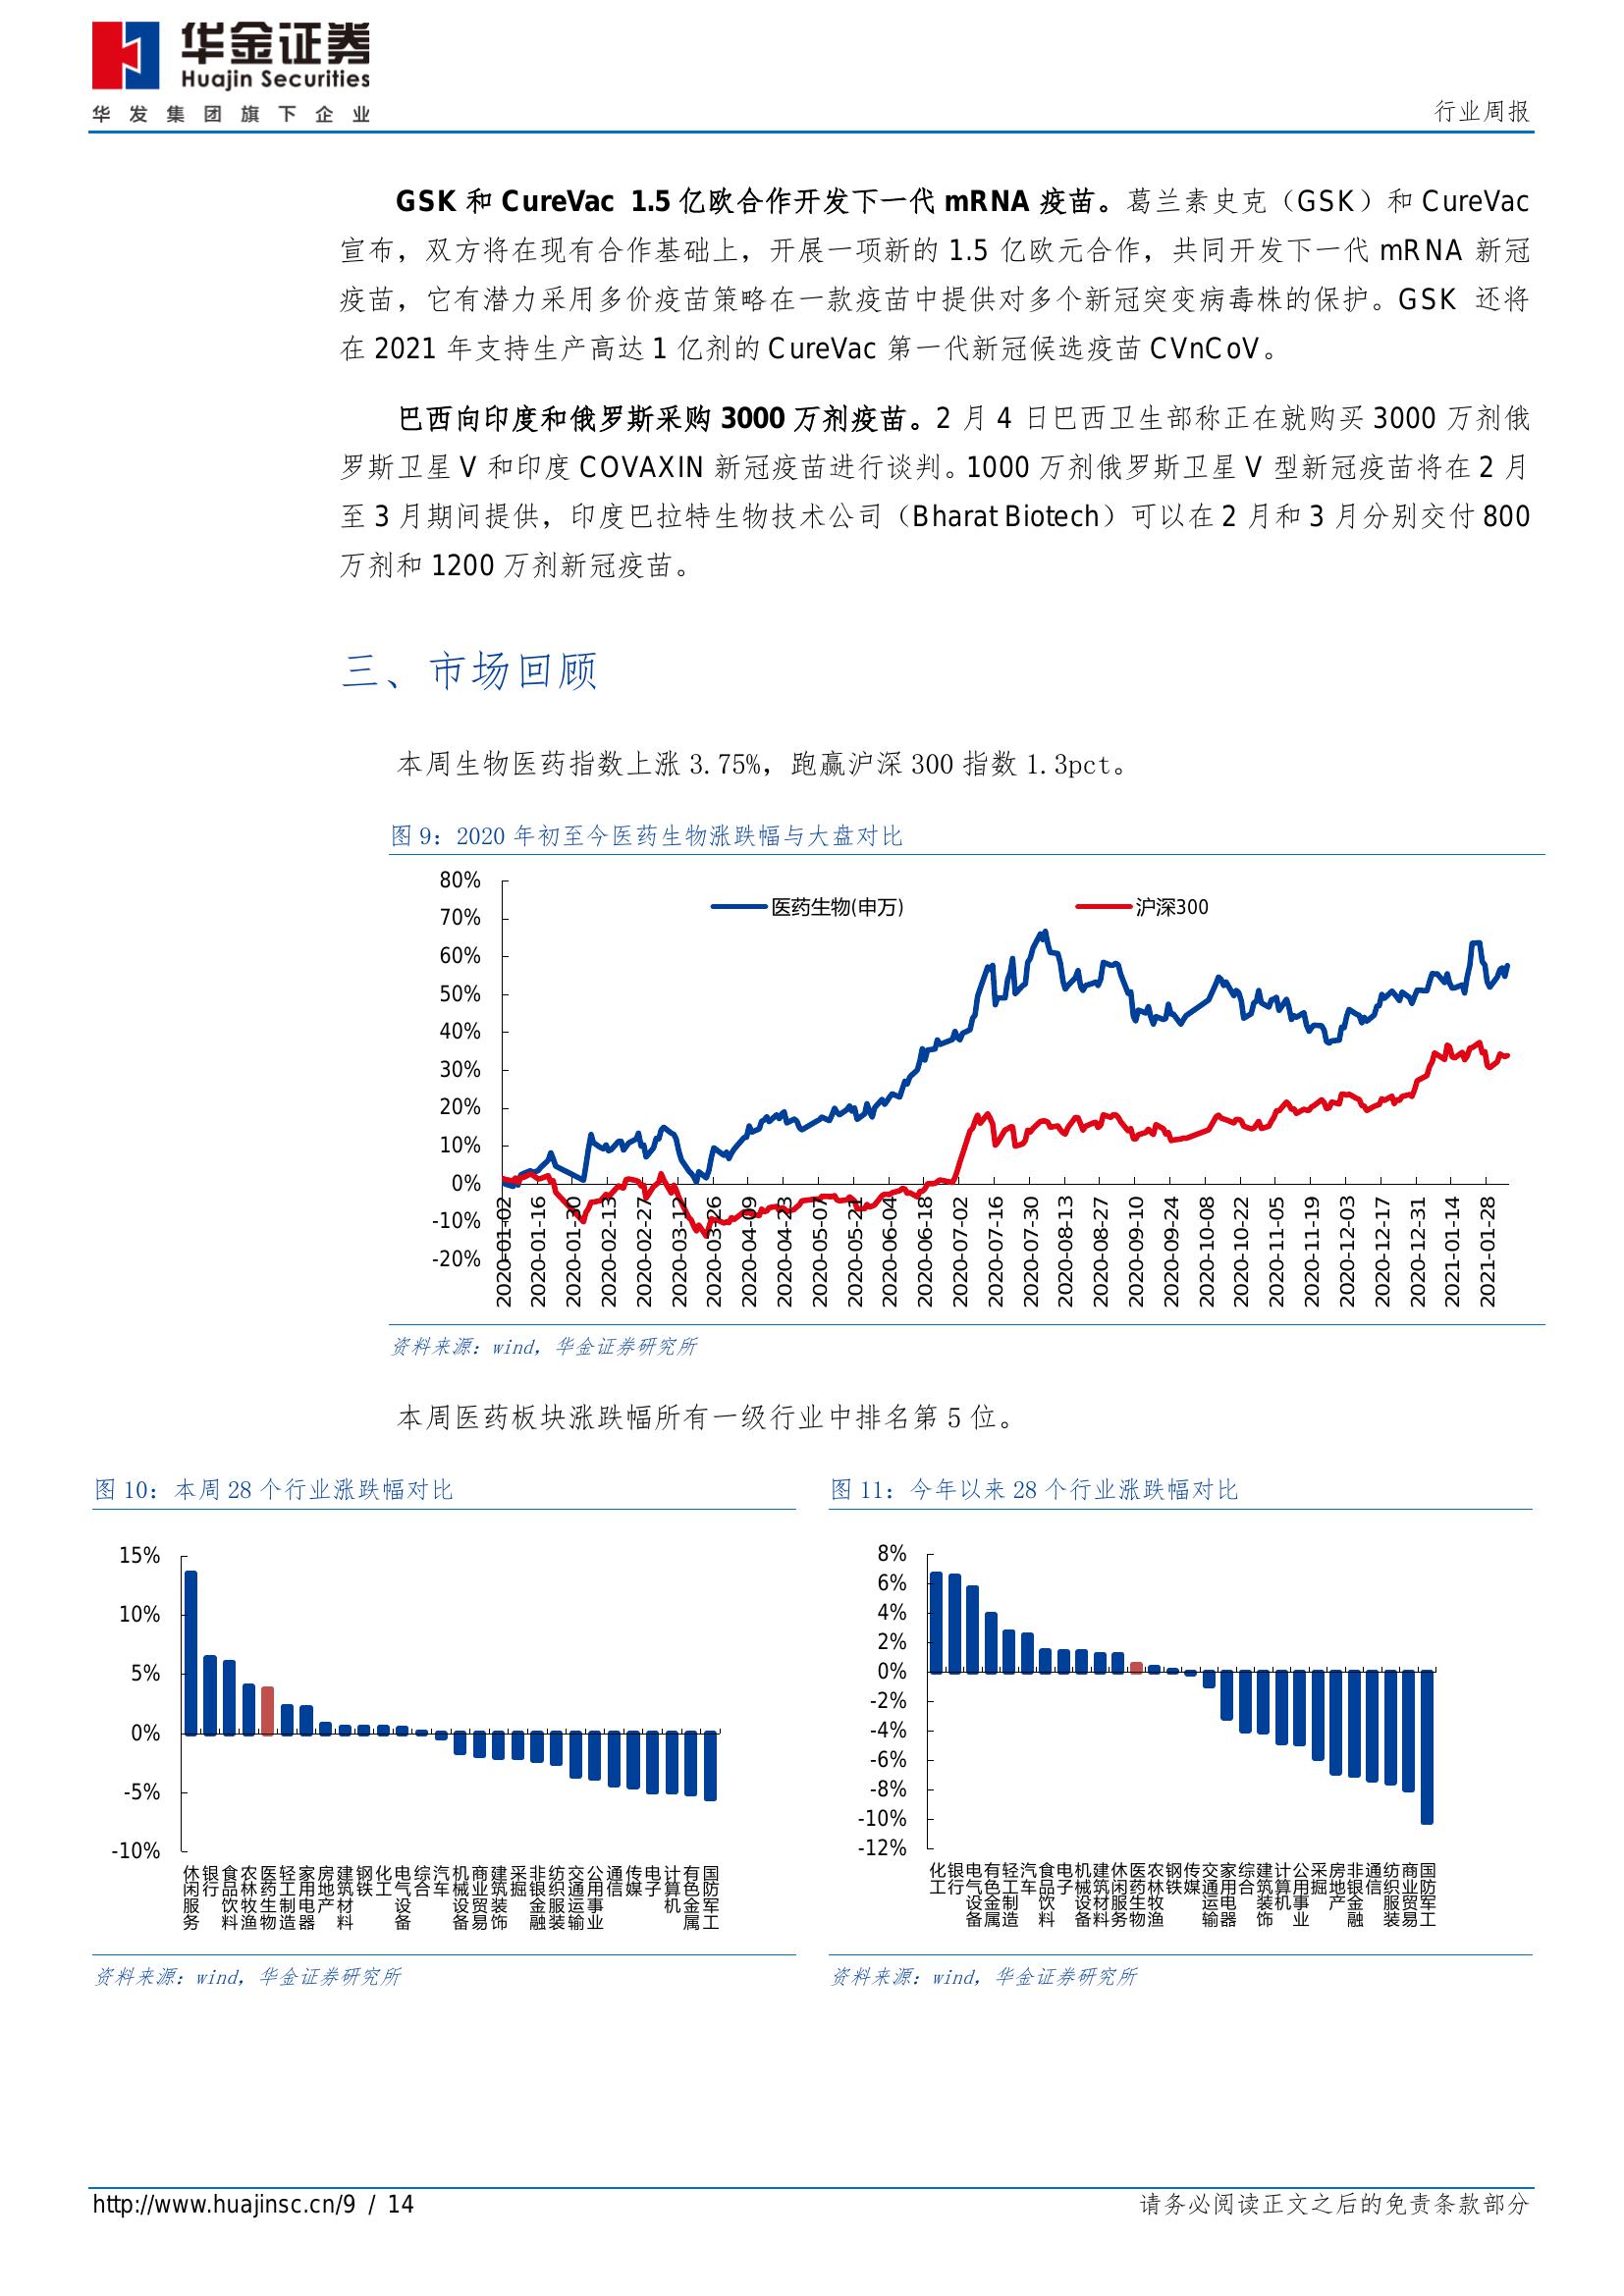 华金证券
Huajin Securities
华发集团旗下企业
行业周报
GSK 和 CureVac 1.5 亿欧合作开发下一代 mRNA 疫苗。葛兰素史克（GSK）和 CureVac
宣布，双方将在现有合作基础上，开展一项新的 1.5 亿欧元合作，共同开发下一代 mRNA 新冠
疫苗，它有潜力采用多价疫苗策略在一款疫苗中提供对多个新冠突变病毒株的保护。GSK 还将
在 2021 年支持生产高达 1 亿剂的 CureVac 第一代新冠候选疫苗 CVnCoV。
巴西向印度和俄罗斯采购 3000 万剂疫苗。2 月 4 日巴西卫生部称正在就购买 3000 万剂俄
罗斯卫星 V 和印度 COVAXIN 新冠疫苗进行谈判。1000 万剂俄罗斯卫星 V 型新冠疫苗将在 2 月
至 3 月期间提供，印度巴拉特生物技术公司（Bharat Biotech）可以在 2 月和 3 月分别交付 800
万剂和 1200 万剂新冠疫苗。
三、市场回顾
本周生物医药指数上涨 3.75%，跑赢沪深 300 指数 1.3pct。
图 9：2020 年初至今医药生物涨跌幅与大盘对比
医药生物(申万)
沪深300
80%
70%
60%
50%
40%
30%
20%
10%
0%
-10%
-20%
2020-01-02
2020-01-16
2020-01-30
2020-02-13
2020-02-27
2020-03-12
2020-03-26
2020-04-09
2020-04-23
2020-05-07
2020-05-21
2020-06-04
2020-06-18
2020-07-02
2020-07-16
2020-07-30
2020-08-13
2020-08-27
2020-09-10
2020-09-24
2020-10-08
2020-10-22
2020-11-05
2020-11-19
2020-12-03
2020-12-17
2020-12-31
2021-01-14
2021-01-28
资料来源：wind，华金证券研究所
本周医药板块涨跌幅所有一级行业中排名第 5 位。
图 10：本周 28 个行业涨跌幅对比
15%
10%
5%
0%
-5%
-10%
休闲服务
银行
食品饮料
农林牧渔
医药生物
轻工制造
家用电器
房地产
建筑材料
钢铁
化工
电气设备
综合
汽车
机械设备
商业贸易
建筑装饰
采掘
非银金融
纺织服装
交通运输
公用事业
通信
传媒
电子
计算机
有色金属
国防军工
资料来源：wind，华金证券研究所
图 11：今年以来 28 个行业涨跌幅对比
8%
6%
4%
2%
0%
-2%
-4%
-6%
-8%
-10%
-12%
化工
银行
电气设备
有色金属
轻工制造
汽车
食品饮料
电子
机械设备
建筑材料
休闲服务
医药生物
农林牧渔
钢铁
传媒
交通运输
家用电器
综合
建筑装饰
计算机
公用事业
采掘
房地产
非银金融
通信
纺织服装
商业贸易
国防军工
资料来源：wind，华金证券研究所
http://www.huajinsc.cn/9 / 14
请务必阅读正文之后的免责条款部分